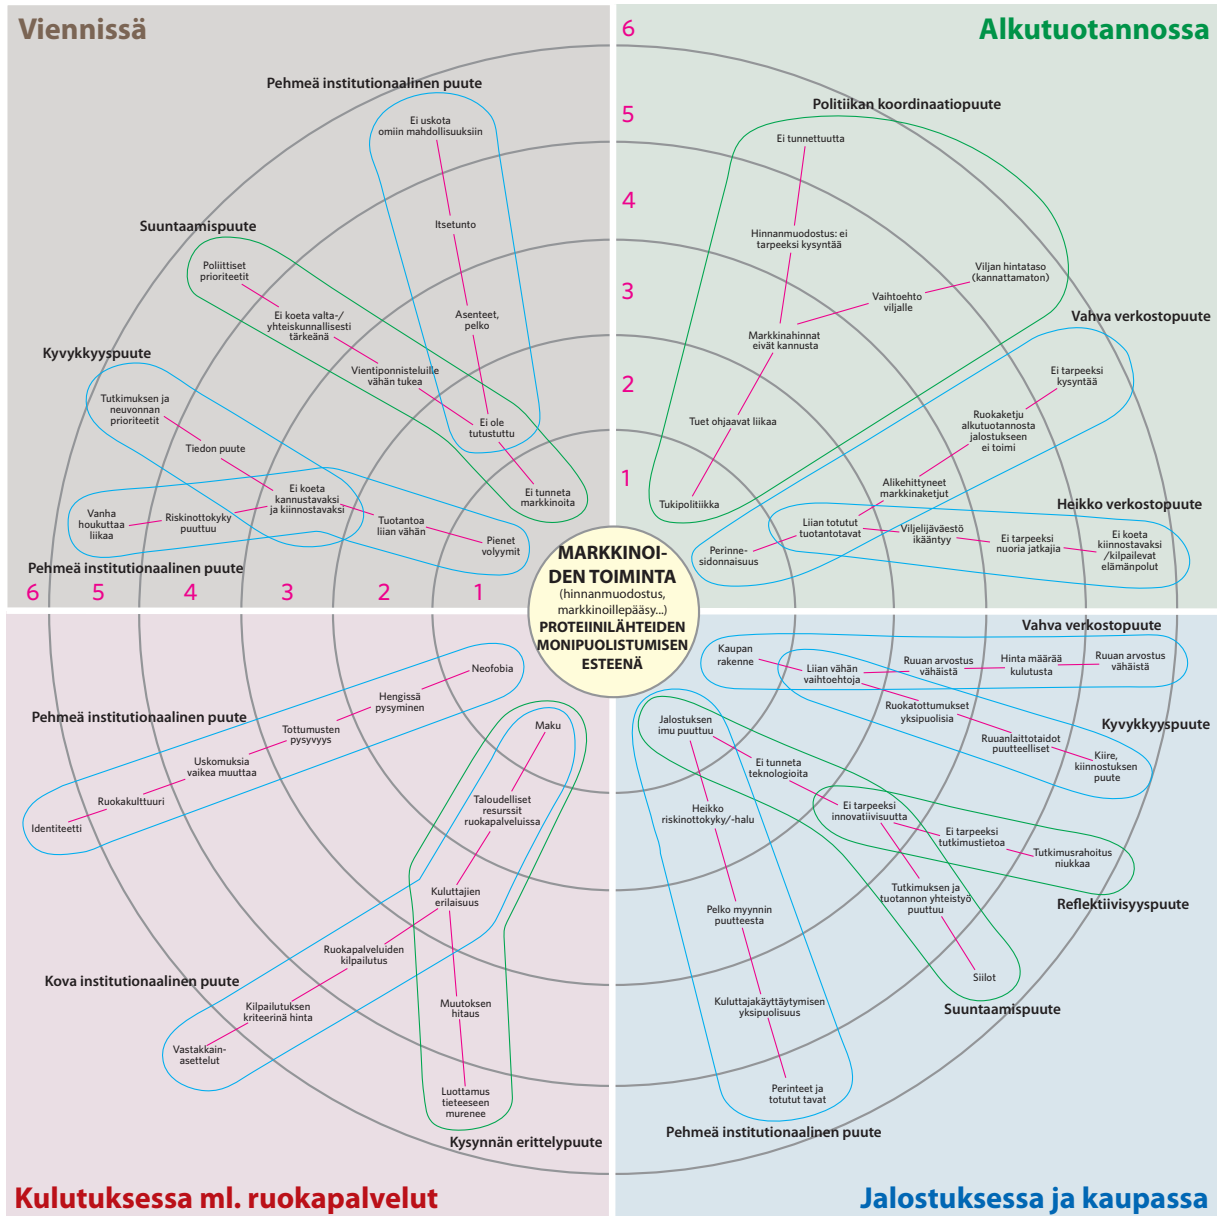 Viennissä
Pehmeä institutionaalinen puute
Ei uskota
omiin mahdollisuuksiin
Itsetunto
Asenteet,
pelko
Ei ole
tutustuttu
Suuntaamispuute
Poliittiset
prioriteetit
Ei koeta valta-/
yhteiskunnallisesti
tärkeänä
Vientiponnisteluille
vähän tukea
Ei tunneta
markkinoita
Kyvykkyyspuute
Tutkimuksen ja
neuvonnan
prioriteetit
Tiedon puute
Ei koeta
kannustavaksi
ja kiinnostavaksi
Vanha
houkuttaa
liikaa
Riskinottokyky
puuttuu
Tuotantoa
liian vähän
Pienet
volyymit
Pehmeä institutionaalinen puute
6
5
4
3
2
1
Alkutuotannossa
6
5
4
3
2
1
Politiikan koordinaatiopuute
Ei tunnettuutta
Hinnanmuodostus: ei
tarpeeksi kysyntää
Viljan hintataso
(kannattamaton)
Vaihtoehto
viljalle
Markkinahinnat
eivät kannusta
Tuet ohjaavat liikaa
Tukipolitiikka
Vahva verkostopuute
Ei tarpeeksi
kysyntää
Ruokaketju
alkutuotannosta
jalostukseen
ei toimi
Alikehittyneet
markkinaketjut
Heikko verkostopuute
Liian totutut
tuotantotavat
Viljelijäväestö
ikääntyy
Ei tarpeeksi
nuoria jatkajia
Ei koeta
kiinnostavaksi
/kilpailevat
elämänpolut
Perinne-
sidonnaisuus
MARKKINOI-
DEN TOIMINTA
(hinnanmuodostus,
markkinoillepääsy...)
PROTEIINILÄHTEIDEN
MONIPUOLISTUMISEN
ESTEENÄ
Neofobia
Hengissä
pysyminen
Tottumusten
pysyvyys
Uskomuksia
vaikea muuttaa
Ruokakulttuuri
Identiteetti
Pehmeä institutionaalinen puute
Maku
Taloudelliset
resurssit
ruokapalveluissa
Kuluttajien
erilaisuus
Ruokapalveluiden
kilpailutus
Kilpailutuksen
kriteerinä hinta
Vastakkain-
asettelut
Kova institutionaalinen puute
Muutoksen
hitaus
Luottamus
tieteeseen
murenee
Kysynnän erittelypuute
Kulutuksessa ml. ruokapalvelut
Vahva verkostopuute
Kaupan
rakenne
Liian vähän
vaihtoehtoja
Ruuan arvostus
vähäistä
Hinta määrää
kulutusta
Ruuan arvostus
vähäistä
Ruokatottumukset
yksipuolisia
Ruuanlaittotaidot
puutteelliset
Kiire,
kiinnostuksen
puute
Kyvykkyyspuute
Jalostuksen
imu puuttuu
Ei tunneta
teknologioita
Ei tarpeeksi
innovatiivisuutta
Ei tarpeeksi
tutkimustietoa
Tutkimusrahoitus
niukkaa
Reflektiivisyyspuute
Tutkimuksen ja
tuotannon yhteistyö
puuttuu
Siilot
Suuntaamispuute
Heikko
riskinottokyky/-halu
Pelko myynnin
puutteesta
Kuluttajakäyttäytymisen
yksipuolisuus
Perinteet ja
totutut tavat
Pehmeä institutionaalinen puute
Jalostuksessa ja kaupassa